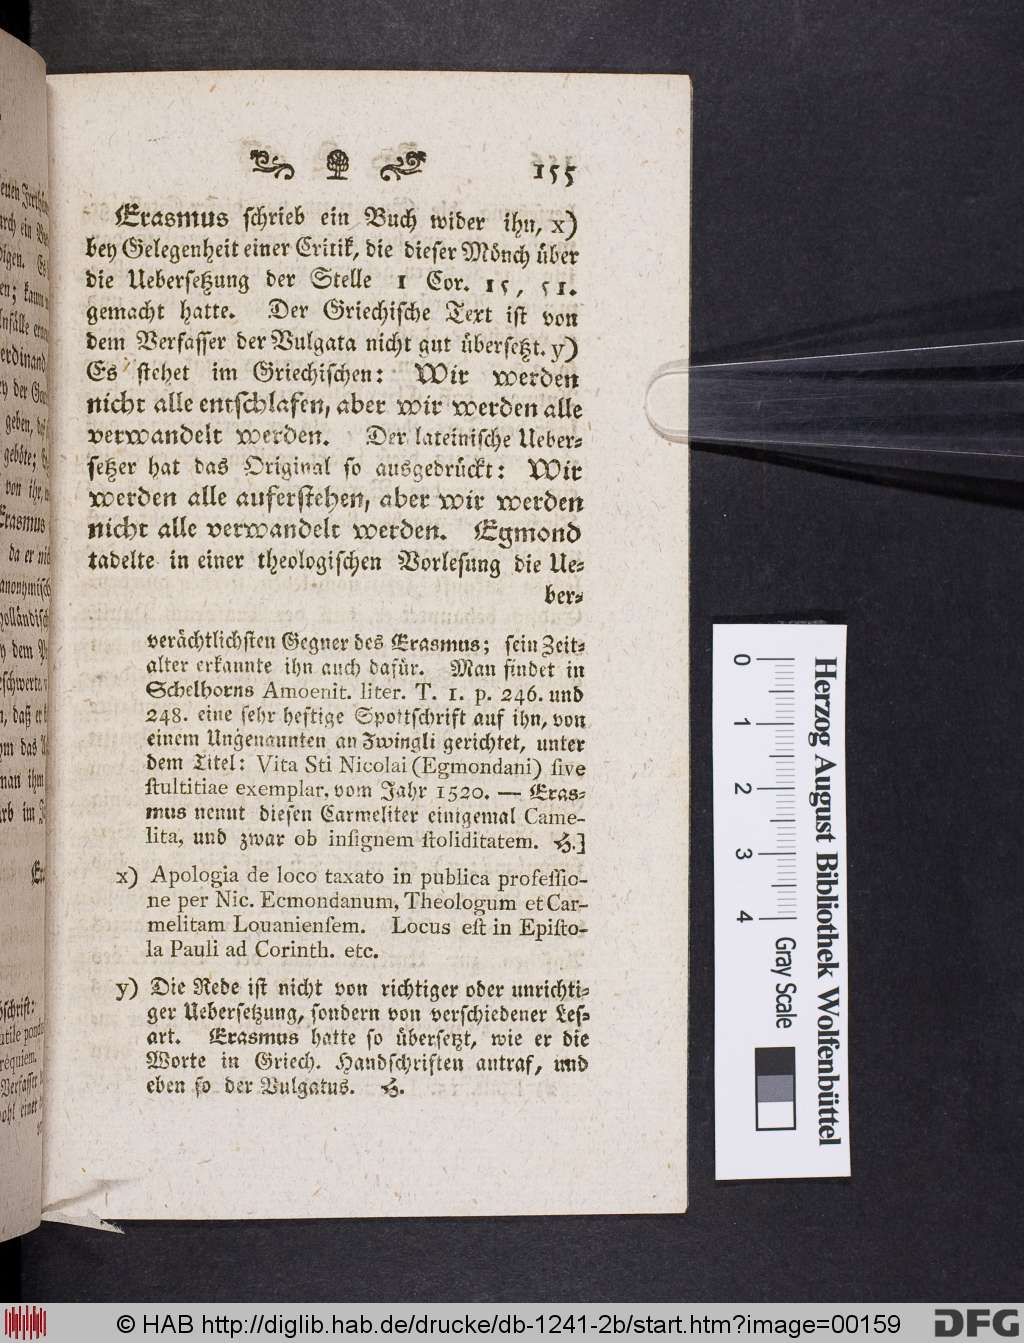 155
Erasmus schrieb ein Buch wider ihn, x)
bey Gelegenheit einer Critik, die dieser Mönch über
die Uebersetzung der Stelle 1 Cor. 15, 51.
gemacht hatte. Der Griechische Text ist von
dem Verfasser der Vulgata nicht gut übersetzt. y)
Es stehet im Griechischen: Wir werden
nicht alle entschlafen, aber wir werden alle
verwandelt werden. Der lateinische Ueber-
setzer hat das Original so ausgedrückt: Wir
werden alle auferstehen, aber wir werden
nicht alle verwandelt werden. Egmond
tadelte in einer theologischen Vorlesung die Ue-
ber-
verächtlichsten Gegner des Erasmus; sein Zeit-
alter erkannte ihn auch dafür. Man findet in
Schelhorns Amoenit. liter. T. 1. p. 246. und
248. eine sehr heftige Spottschrift auf ihn, von
einem Ungenannten an Zwingli gerichtet, unter
dem Titel: Vita Sti Nicolai (Egmondani) ſive
ſtultitiae exemplar, vom Jahr 1520. — Eras-
mus nennt diesen Carmeliter einigemal Came-
lita, und zwar ob inſignem ſtoliditatem. H.]
x) Apologia de loco taxato in publica profeſſio-
ne per Nic. Ecmondanum, Theologum et Car-
melitam Louanienſem. Locus eſt in Epiſto-
la Pauli ad Corinth. etc.
y) Die Rede ist nicht von richtiger oder unrichti-
ger Uebersetzung, sondern von verschiedener Les-
art. Erasmus hatte so übersetzt, wie er die
Worte in Griech. Handschriften antraf, und
eben so der Vulgatus. H.
0 1 2 3 4
Gray Scale
Herzog August Bibliothek Wolfenbüttel
© HAB http://diglib.hab.de/drucke/db-1241-2b/start.htm?image=00159
DFG